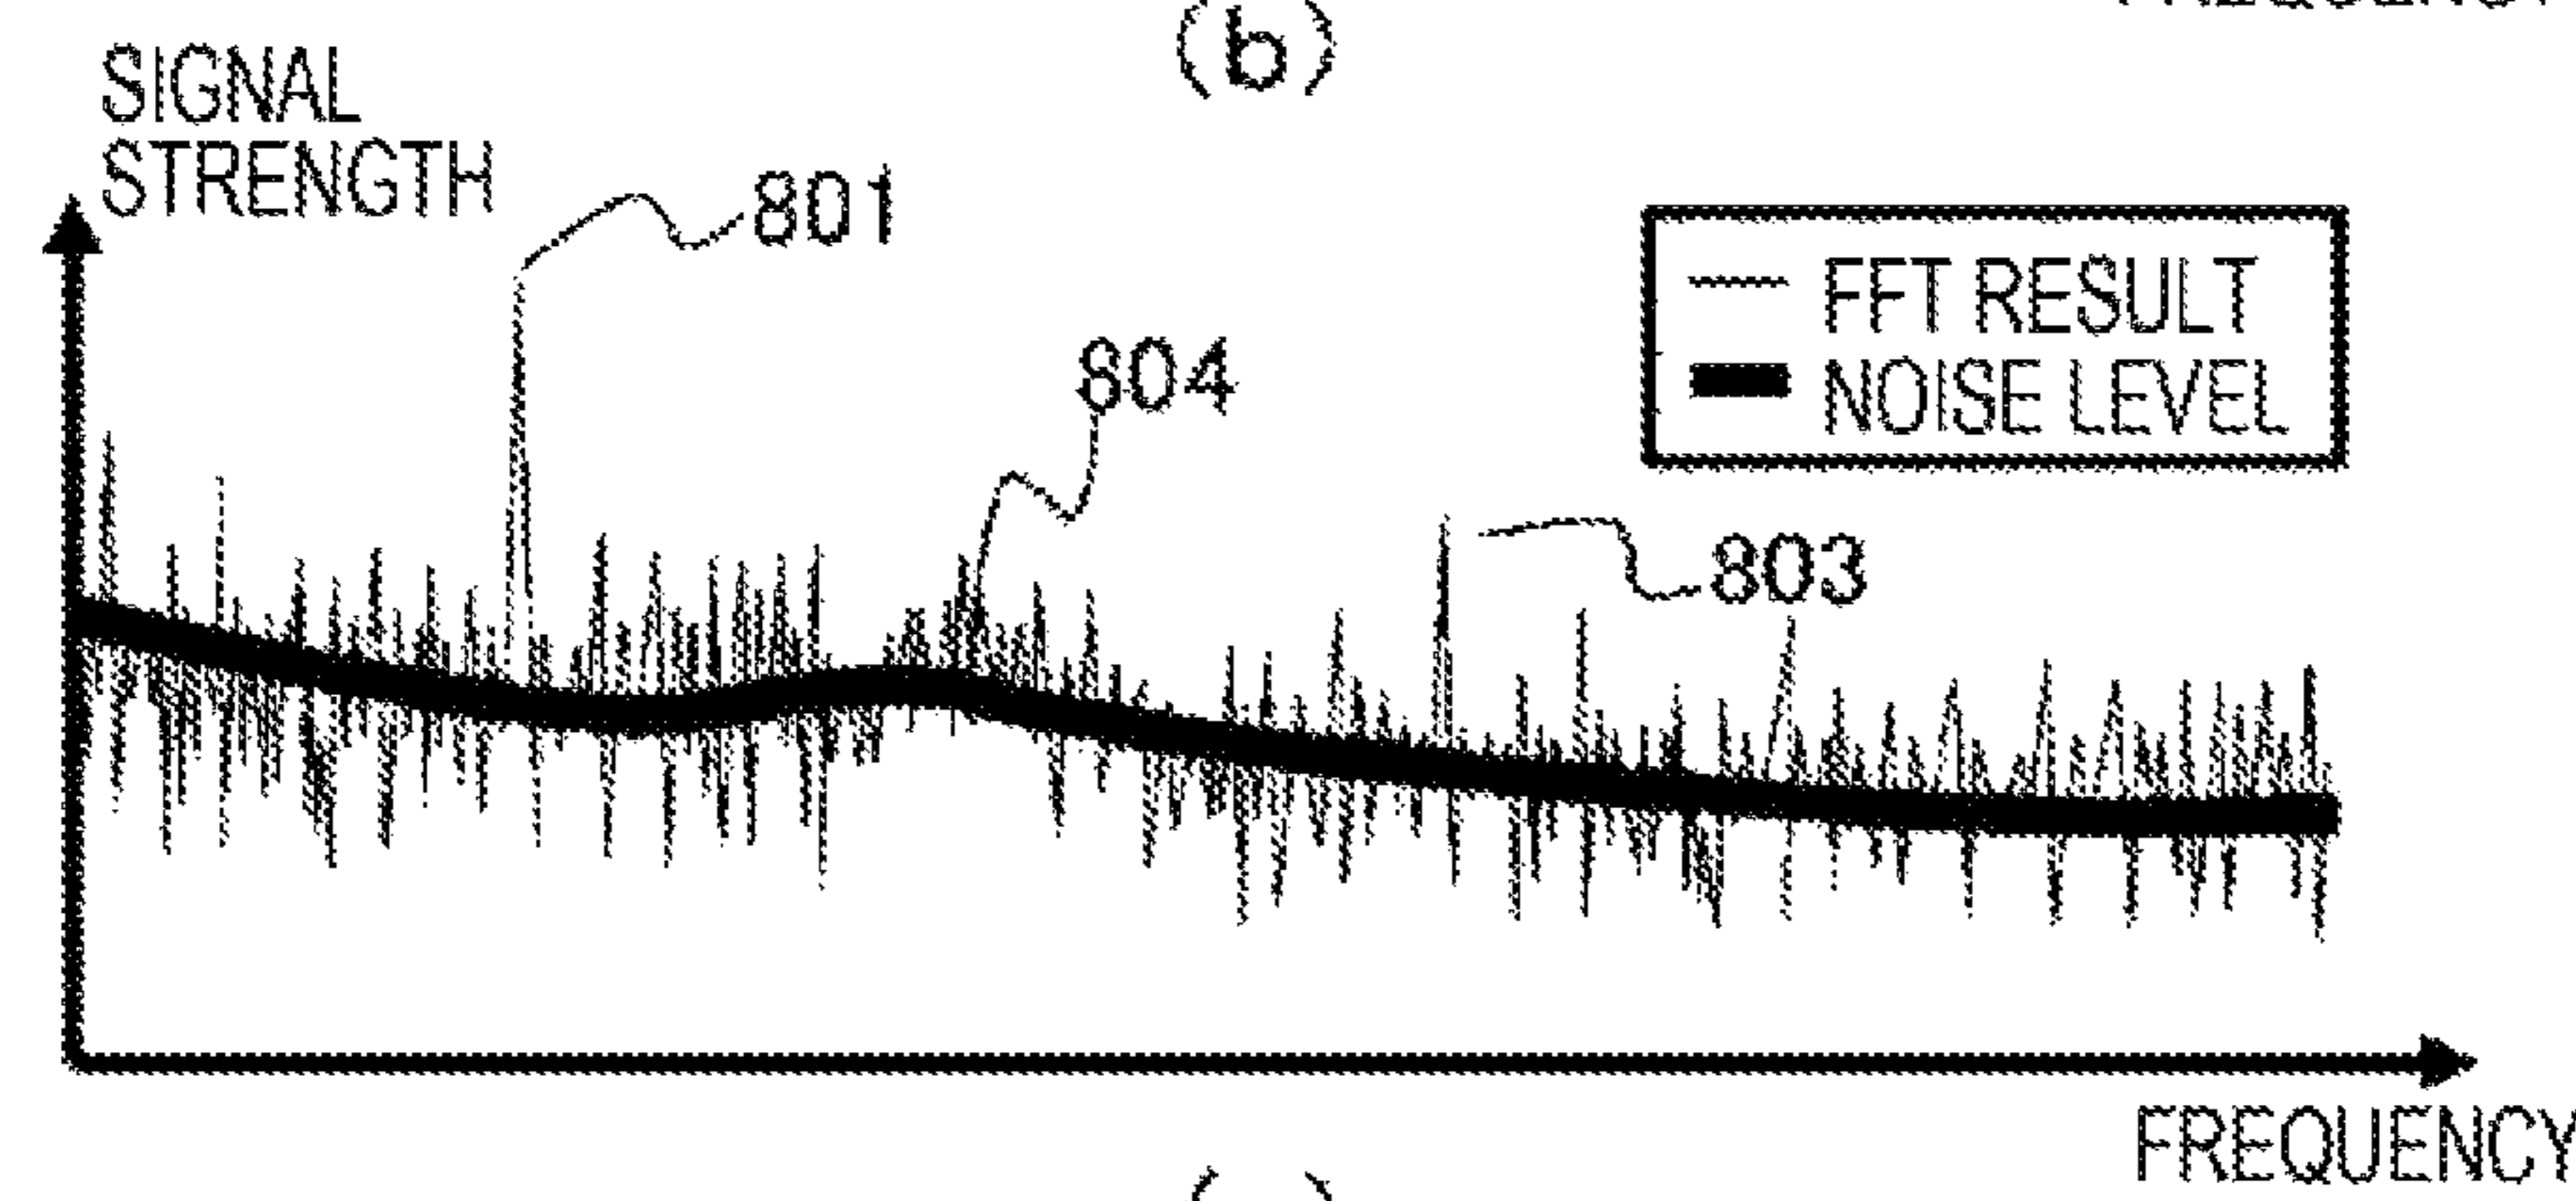 (b)
SIGNAL
STRENGTH
801
804
FFT RESULT
NOISE LEVEL
803
FREQUENCY